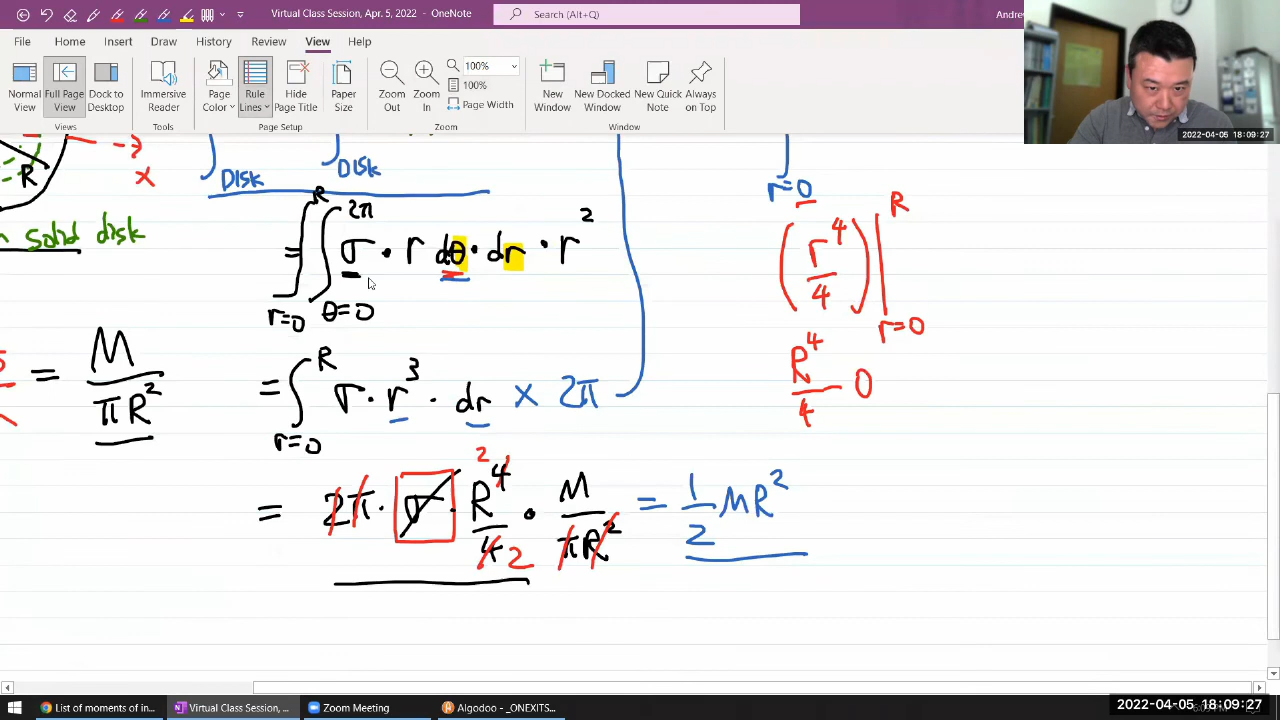 Virtual Class Session, Apr. 5, 2022 - OneNote
Search (Alt+Q)
Andre
File Home Insert Draw History Review View Help
Normal View
Full Page View
Dock to Desktop
Views
Immersive Reader
Tools
Page Color
Rule Lines
Hide Page Title
Paper Size
Page Setup
Zoom Out
Zoom In
100%
100%
Page Width
Zoom
New Window
New Docked Window
New Quick Note
Always on Top
Window
2022-04-05 18:09:27
R
x
solid disk
DISK
DISK
= ∫_{r=0}^{R} ∫_{θ=0}^{2π} σ · r dθ · dr · r²
= M/πR²
= ∫_{r=0}^{R} σ · r³ · dr × 2π
= 2π · σ · R⁴/4 · M/πR² = 1/2 MR²
2
2
r=0
(r⁴/4)|_{r=0}^{R}
R⁴/4 - 0
List of moments of in...
Virtual Class Session,...
Zoom Meeting
Algodoo - _ONEXITS...
2022-04-05 18:09:27